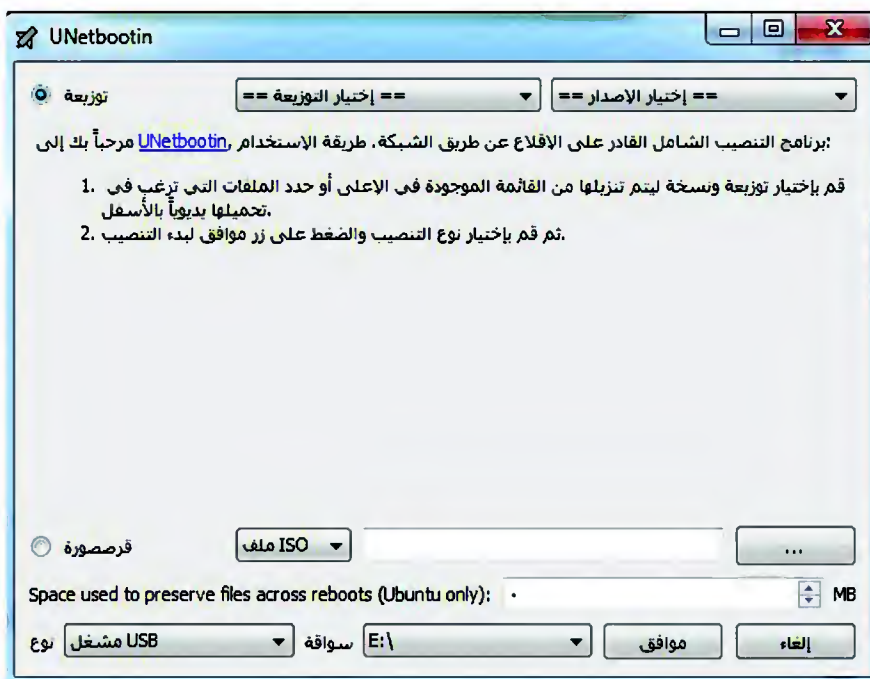 UNetbootin
توزيعة == إختيار التوزيعة == == إختيار الاصدار ==
مرحباً بك إلى UNetbootin, برنامج التنصيب الشامل القادر على الاقلاع عن طريق الشبكة. طريقة الاستخدام:
1. قم بإختيار توزيعة ونسخة ليتم تنزيلها من القائمة الموجودة في الاعلى أو حدد الملفات التي ترغب في
تحميلها يديوياً بالأسفل.
2. ثم قم بإختيار نوع التنصيب والضغط على زر موافق لبدء التنصيب.
قرصصورة ملف ISO ...
Space used to preserve files across reboots (Ubuntu only): ٠ MB
نوع مشغل USB سواقة E:\ موافق إلغاء